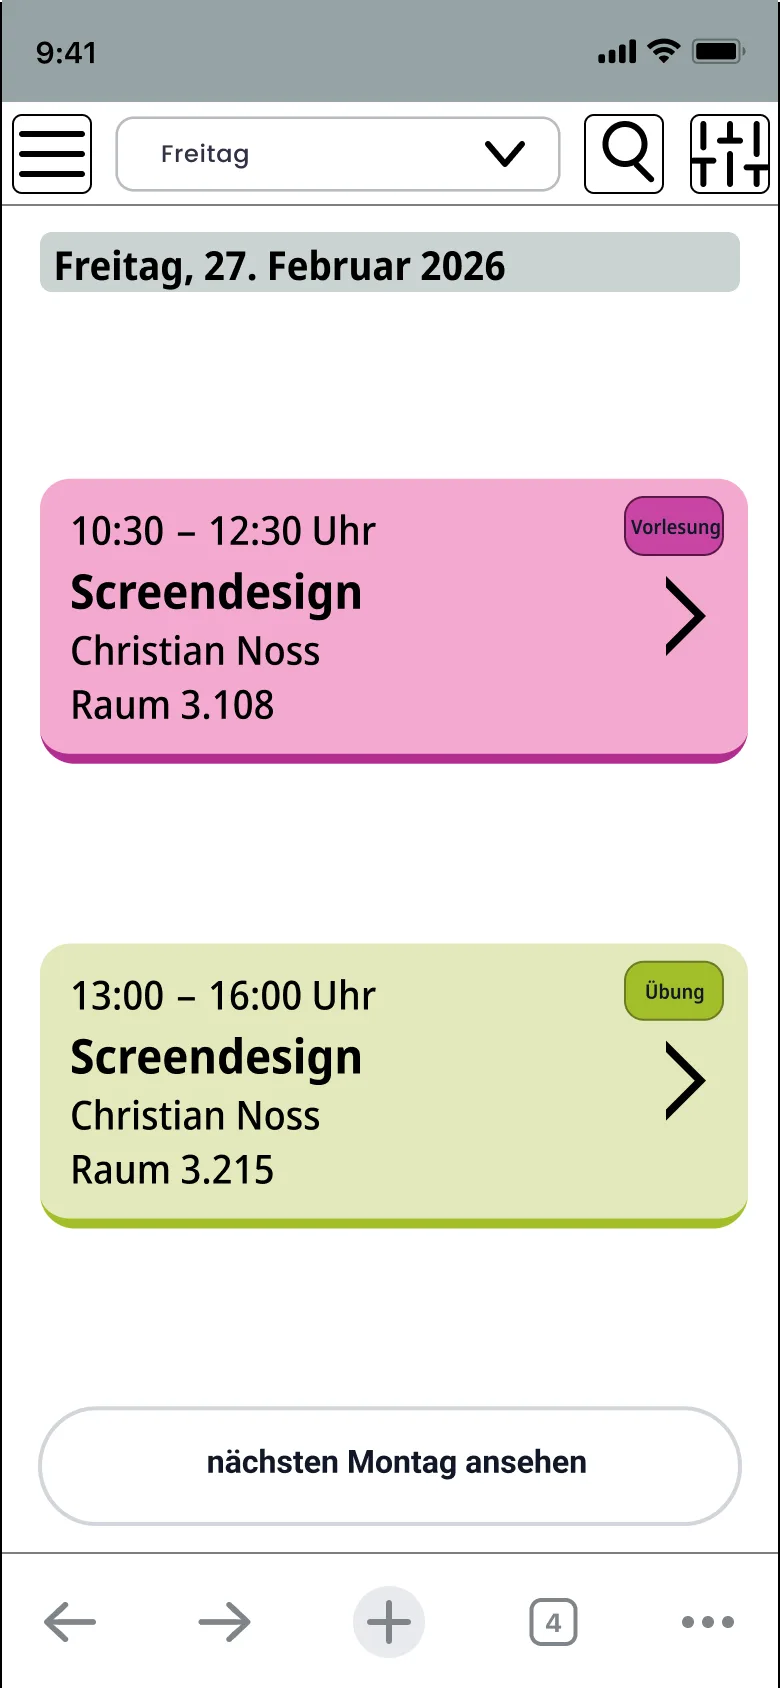 9:41
Freitag
Freitag, 27. Februar 2026
10:30 – 12:30 Uhr
Vorlesung
Screendesign
Christian Noss
Raum 3.108
13:00 – 16:00 Uhr
Übung
Screendesign
Christian Noss
Raum 3.215
nächsten Montag ansehen
4